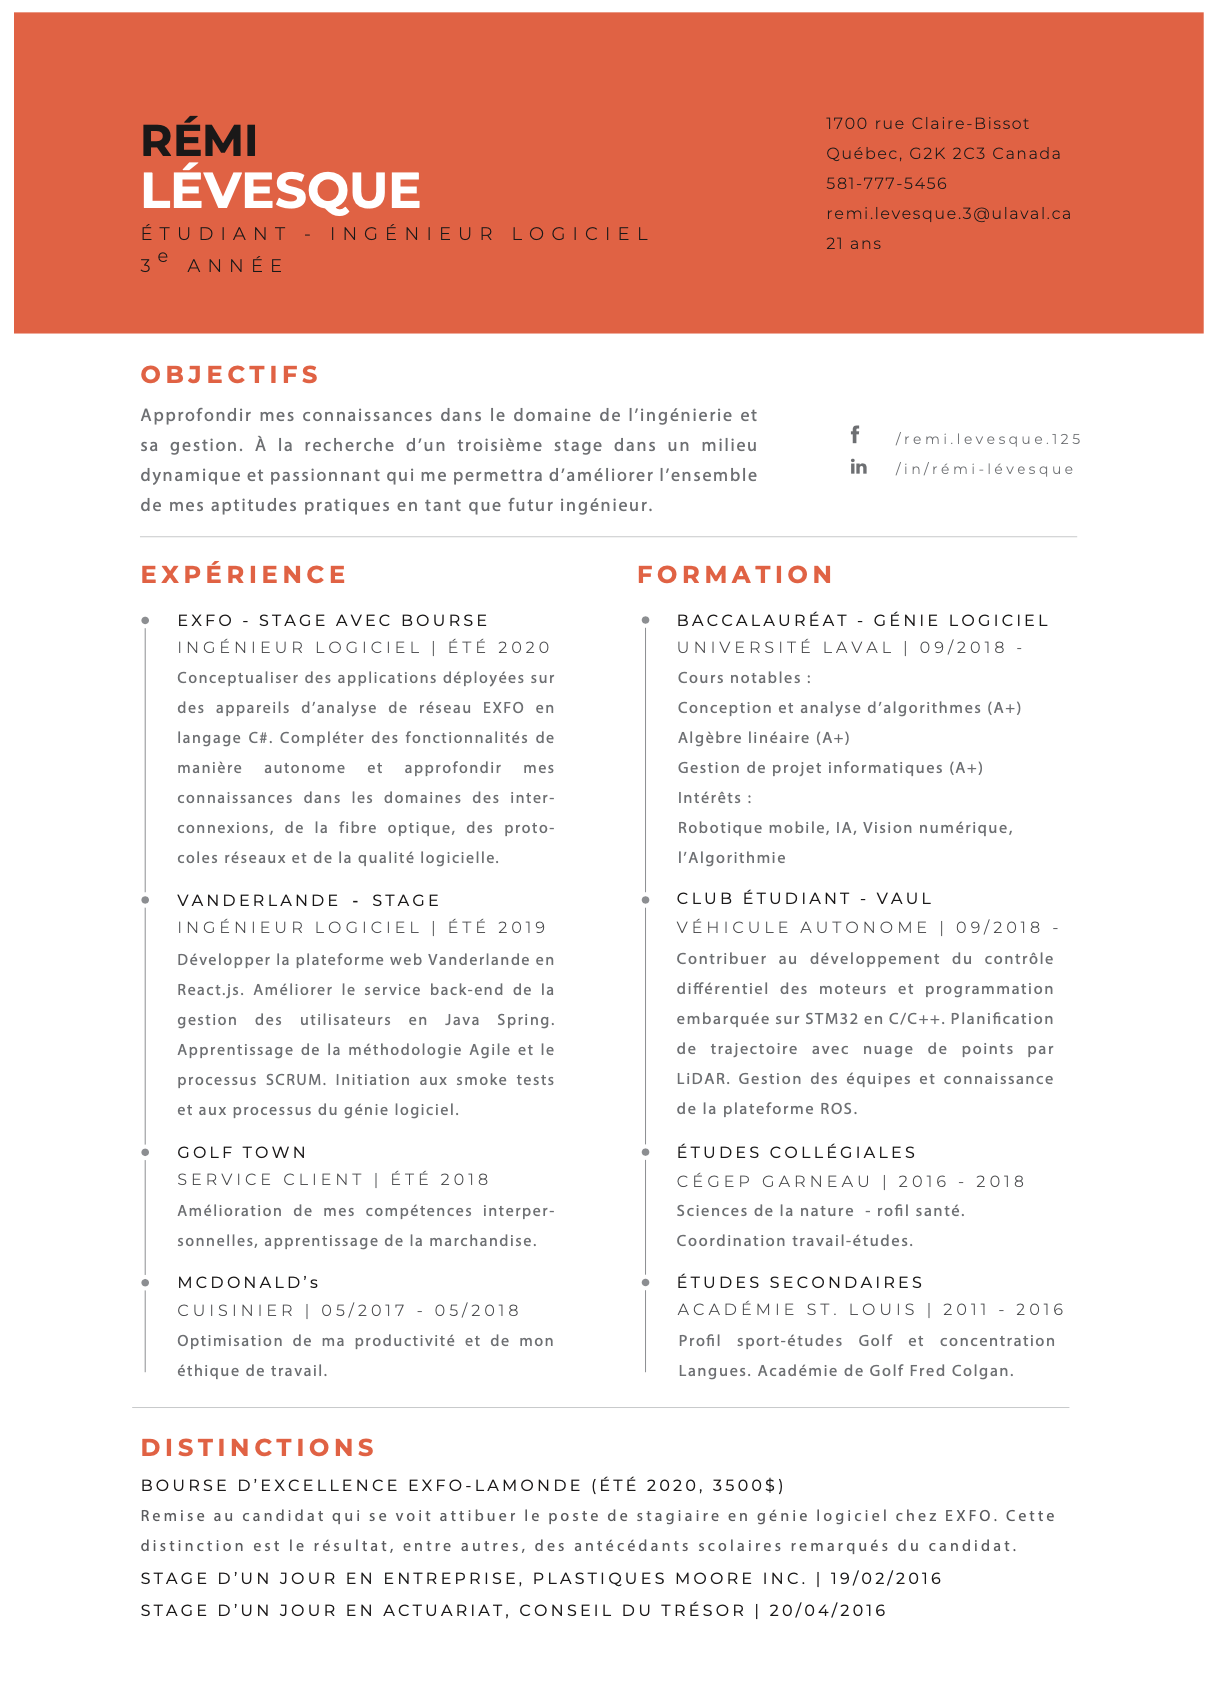 RÉMI
LÉVESQUE
ÉTUDIANT - INGÉNIEUR LOGICIEL
3e ANNÉE
1700 rue Claire-Bissot
Québec, G2K 2C3 Canada
581-777-5456
remi.levesque.3@ulaval.ca
21 ans
OBJECTIFS
Approfondir mes connaissances dans le domaine de l’ingénierie et
sa gestion. À la recherche d’un troisième stage dans un milieu
dynamique et passionnant qui me permettra d’améliorer l’ensemble
de mes aptitudes pratiques en tant que futur ingénieur.
/remi.levesque.125
/in/rémi-lévesque
EXPÉRIENCE
EXFO - STAGE AVEC BOURSE
INGÉNIEUR LOGICIEL | ÉTÉ 2020
Conceptualiser des applications déployées sur
des appareils d’analyse de réseau EXFO en
langage C#. Compléter des fonctionnalités de
manière autonome et approfondir mes
connaissances dans les domaines des inter-
connexions, de la fibre optique, des proto-
coles réseaux et de la qualité logicielle.
VANDERLANDE - STAGE
INGÉNIEUR LOGICIEL | ÉTÉ 2019
Développer la plateforme web Vanderlande en
React.js. Améliorer le service back-end de la
gestion des utilisateurs en Java Spring.
Apprentissage de la méthodologie Agile et le
processus SCRUM. Initiation aux smoke tests
et aux processus du génie logiciel.
GOLF TOWN
SERVICE CLIENT | ÉTÉ 2018
Amélioration de mes compétences interper-
sonnelles, apprentissage de la marchandise.
MCDONALD’s
CUISINIER | 05/2017 - 05/2018
Optimisation de ma productivité et de mon
éthique de travail.
FORMATION
BACCALAURÉAT - GÉNIE LOGICIEL
UNIVERSITÉ LAVAL | 09/2018 -
Cours notables :
Conception et analyse d’algorithmes (A+)
Algèbre linéaire (A+)
Gestion de projet informatiques (A+)
Intérêts :
Robotique mobile, IA, Vision numérique,
l’Algorithmie
CLUB ÉTUDIANT - VAUL
VÉHICULE AUTONOME | 09/2018 -
Contribuer au développement du contrôle
différentiel des moteurs et programmation
embarquée sur STM32 en C/C++. Planification
de trajectoire avec nuage de points par
LiDAR. Gestion des équipes et connaissance
de la plateforme ROS.
ÉTUDES COLLÉGIALES
CÉGEP GARNEAU | 2016 - 2018
Sciences de la nature - rofil santé.
Coordination travail-études.
ÉTUDES SECONDAIRES
ACADÉMIE ST. LOUIS | 2011 - 2016
Profil sport-études Golf et concentration
Langues. Académie de Golf Fred Colgan.
DISTINCTIONS
BOURSE D’EXCELLENCE EXFO-LAMONDE (ÉTÉ 2020, 3500$)
Remise au candidat qui se voit attibuer le poste de stagiaire en génie logiciel chez EXFO. Cette
distinction est le résultat, entre autres, des antécédants scolaires remarqués du candidat.
STAGE D’UN JOUR EN ENTREPRISE, PLASTIQUES MOORE INC. | 19/02/2016
STAGE D’UN JOUR EN ACTUARIAT, CONSEIL DU TRÉSOR | 20/04/2016